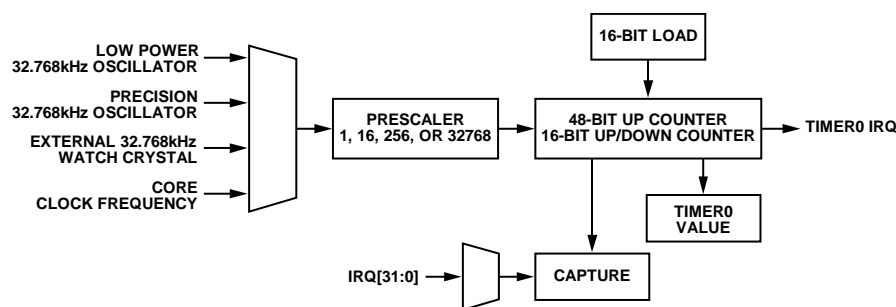 LOW POWER
32.768kHz OSCILLATOR
PRECISION
32.768kHz OSCILLATOR
EXTERNAL 32.768kHz
WATCH CRYSTAL
CORE
CLOCK FREQUENCY
PRESCALER
1, 16, 256, OR 32768
16-BIT LOAD
48-BIT UP COUNTER
16-BIT UP/DOWN COUNTER
TIMER0 IRQ
TIMER0
VALUE
IRQ[31:0]
CAPTURE